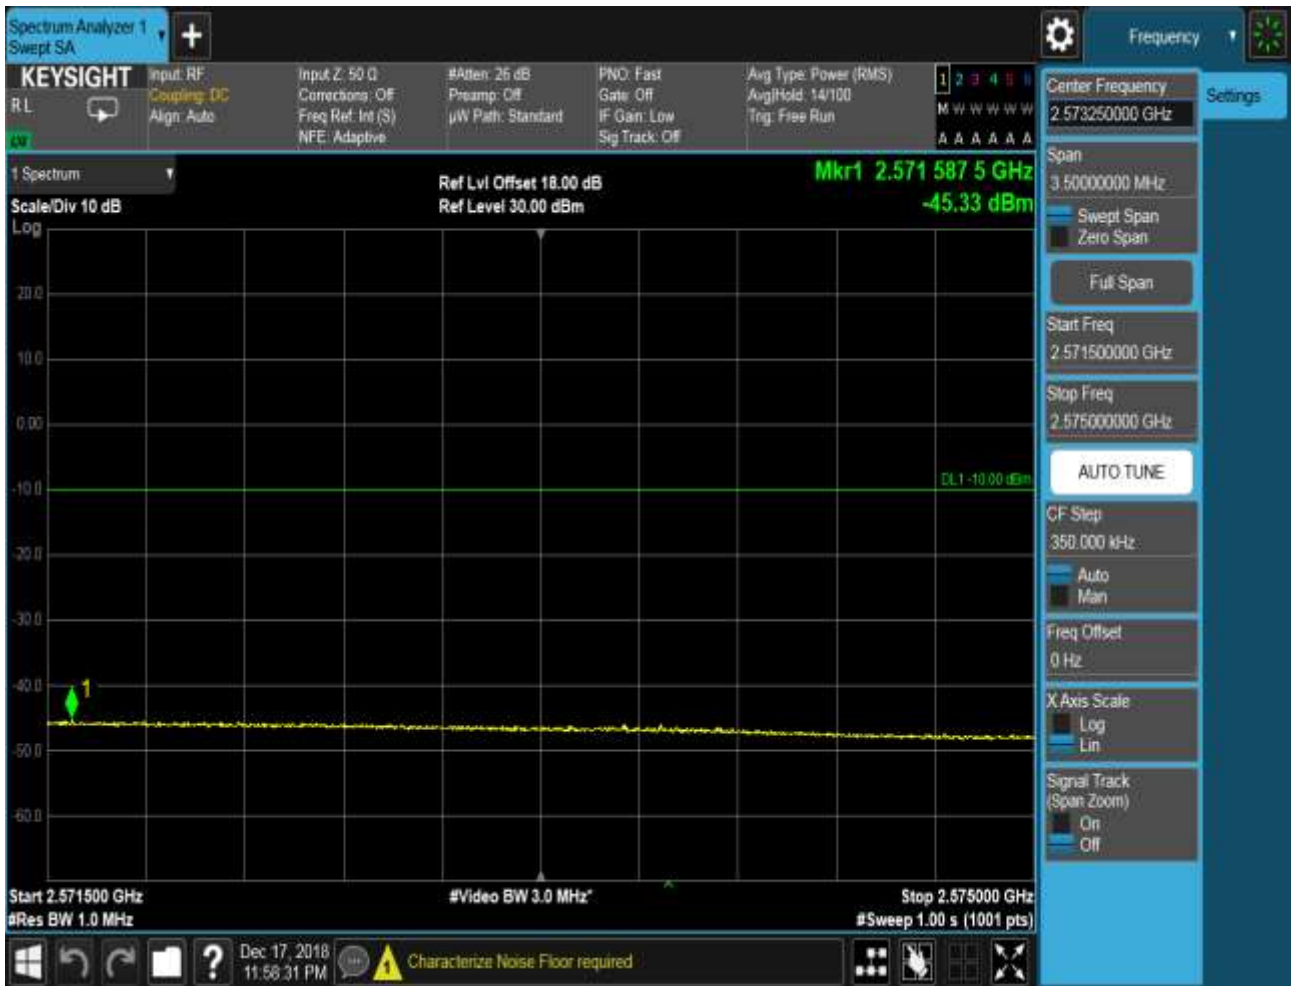 Spectrum Analyzer 1
Swept SA
Frequency
KEYSIGHT
RL
Input: RF
Coupling: DC
Align: Auto
Input Z: 50 Ω
Corrections: Off
Freq Ref: Int (S)
NFE: Adaptive
#Atten: 26 dB
Preamp: Off
µW Path: Standard
PNO: Fast
Gate: Off
IF Gain: Low
Sig Track: Off
Avg Type: Power (RMS)
Avg|Hold: 14/100
Trig: Free Run
1 2 3 4 5 6
M W W W W W
A A A A A A
1 Spectrum
Scale/Div 10 dB
Ref Lvl Offset 18.00 dB
Ref Level 30.00 dBm
Mkr1 2.571 587 5 GHz
-45.33 dBm
Log
20.0
10.0
0.00
-10.0
DL1 -10.00 dBm
-20.0
-30.0
-40.0
1
-50.0
-60.0
Start 2.571500 GHz
#Res BW 1.0 MHz
#Video BW 3.0 MHz*
Stop 2.575000 GHz
#Sweep 1.00 s (1001 pts)
Center Frequency
2.573250000 GHz
Settings
Span
3.50000000 MHz
Swept Span
Zero Span
Full Span
Start Freq
2.571500000 GHz
Stop Freq
2.575000000 GHz
AUTO TUNE
CF Step
350.000 kHz
Auto
Man
Freq Offset
0 Hz
X Axis Scale
Log
Lin
Signal Track
(Span Zoom)
On
Off
?
Dec 17, 2018
11:58:31 PM
1
Characterize Noise Floor required